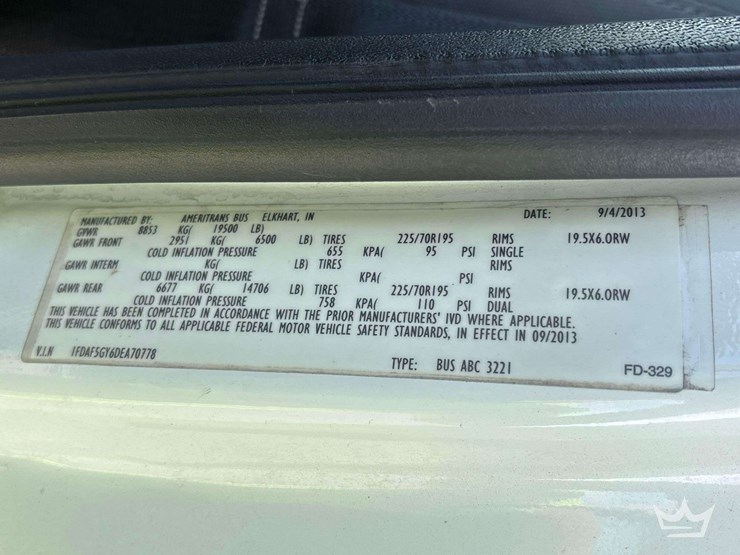 MANUFACTURED BY: AMERITRANS BUS ELKHART, IN DATE: 9/4/2013
GVWR 8853 KG( 19500 LB)
GAWR FRONT 2951 KG( 6500 LB) TIRES 225/70R195 RIMS 19.5X6.0RW
COLD INFLATION PRESSURE 655 KPA( 95 PSI SINGLE
GAWR INTERM KG( LB) TIRES RIMS
COLD INFLATION PRESSURE KPA( PSI
GAWR REAR 6677 KG( 14706 LB) TIRES 225/70R195 RIMS 19.5X6.0RW
COLD INFLATION PRESSURE 758 KPA( 110 PSI DUAL
THIS VEHICLE HAS BEEN COMPLETED IN ACCORDANCE WITH THE PRIOR MANUFACTURERS' IVD WHERE APPLICABLE.
THIS VEHICLE CONFORMS TO ALL APPLICABLE FEDERAL MOTOR VEHICLE SAFETY STANDARDS, IN EFFECT IN 09/2013
V.I.N 1FDAF5GY6DEA70778
TYPE: BUS ABC 3221 FD-329